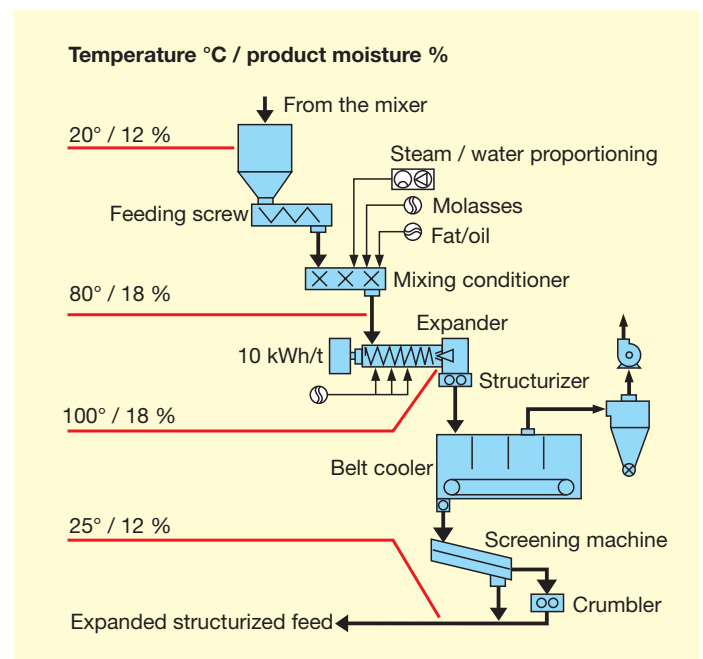 Temperature °C / product moisture %
From the mixer
20° / 12 %
Steam / water proportioning
Molasses
Feeding screw
Fat/oil
Mixing conditioner
80° / 18 %
Expander
10 kWh/t
Structurizer
100° / 18 %
Belt cooler
25° / 12 %
Screening machine
Crumbler
Expanded structurized feed